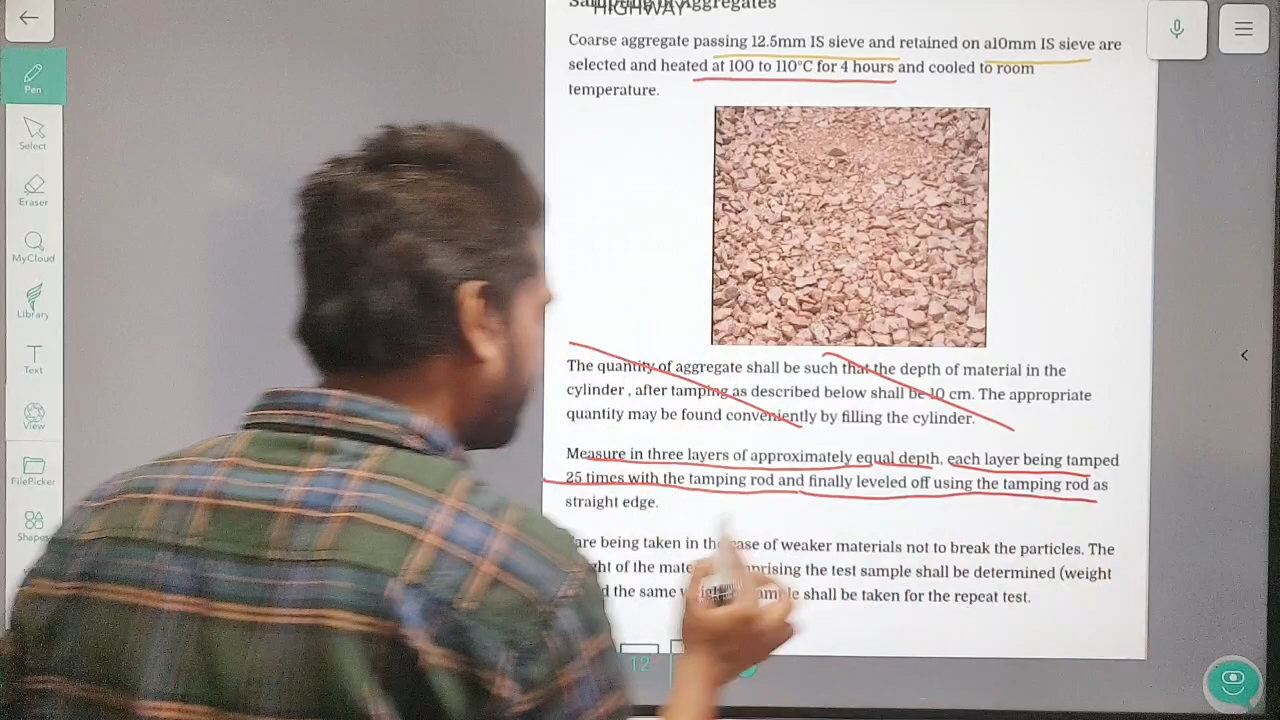 Sampling of Aggregates
HIGHWAY
Coarse aggregate passing 12.5mm IS sieve and retained on a10mm IS sieve are
selected and heated at 100 to 110°C for 4 hours and cooled to room
temperature.
The quantity of aggregate shall be such that the depth of material in the
cylinder , after tamping as described below shall be 10 cm. The appropriate
quantity may be found conveniently by filling the cylinder.
Measure in three layers of approximately equal depth, each layer being tamped
25 times with the tamping rod and finally leveled off using the tamping rod as
straight edge.
are being taken in the case of weaker materials not to break the particles. The
of the prising the test sample shall be determined (weight
the same shall be taken for the repeat test.
12
Pen
Select
Eraser
MyCloud
Library
Text
View
FilePicker
Shapes